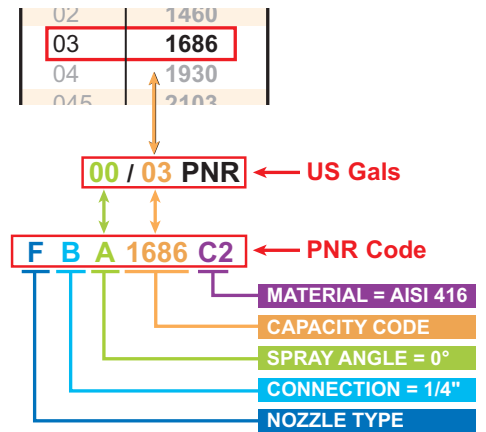 02 1460
03 1686
04 1930
045 2103
00 / 03 PNR US Gals
F B A 1686 C2 PNR Code
MATERIAL = AISI 416
CAPACITY CODE
SPRAY ANGLE = 0°
CONNECTION = 1/4"
NOZZLE TYPE